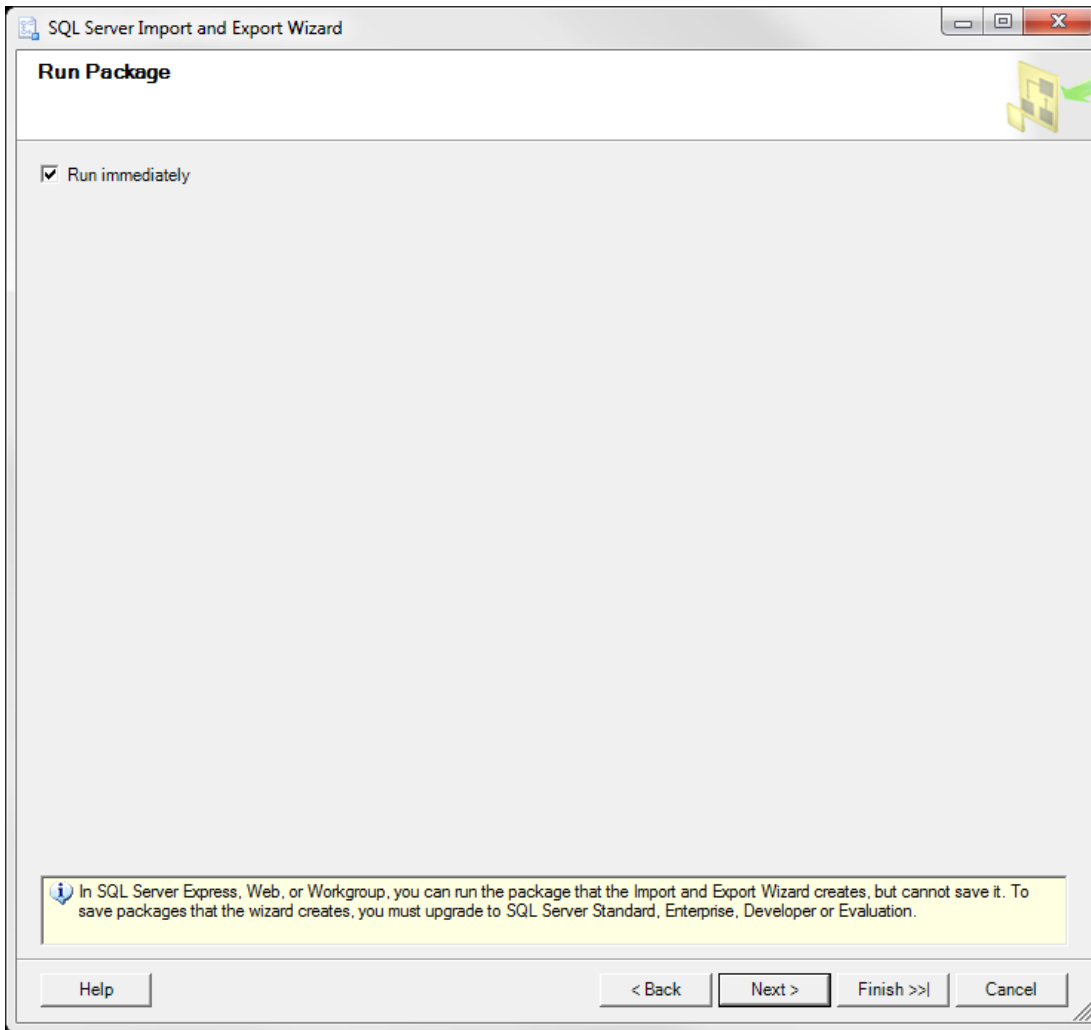 SQL Server Import and Export Wizard
Run Package
Run immediately
In SQL Server Express, Web, or Workgroup, you can run the package that the Import and Export Wizard creates, but cannot save it. To
save packages that the wizard creates, you must upgrade to SQL Server Standard, Enterprise, Developer or Evaluation.
Help
< Back
Next >
Finish >>|
Cancel